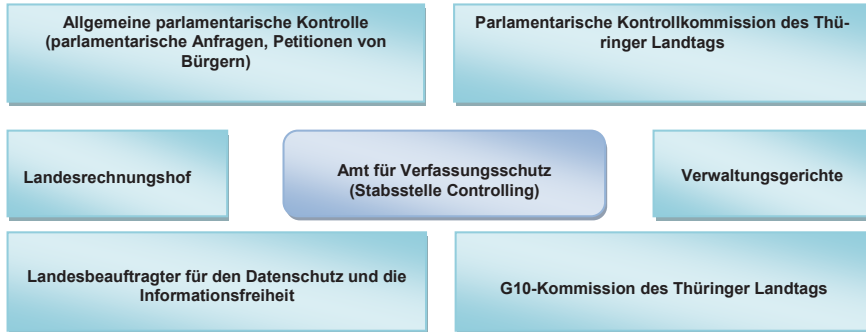 Allgemeine parlamentarische Kontrolle
(parlamentarische Anfragen, Petitionen von
Bürgern)
Parlamentarische Kontrollkommission des Thü-
ringer Landtags
Landesrechnungshof
Amt für Verfassungsschutz
(Stabsstelle Controlling)
Verwaltungsgerichte
Landesbeauftragter für den Datenschutz und die
Informationsfreiheit
G10-Kommission des Thüringer Landtags